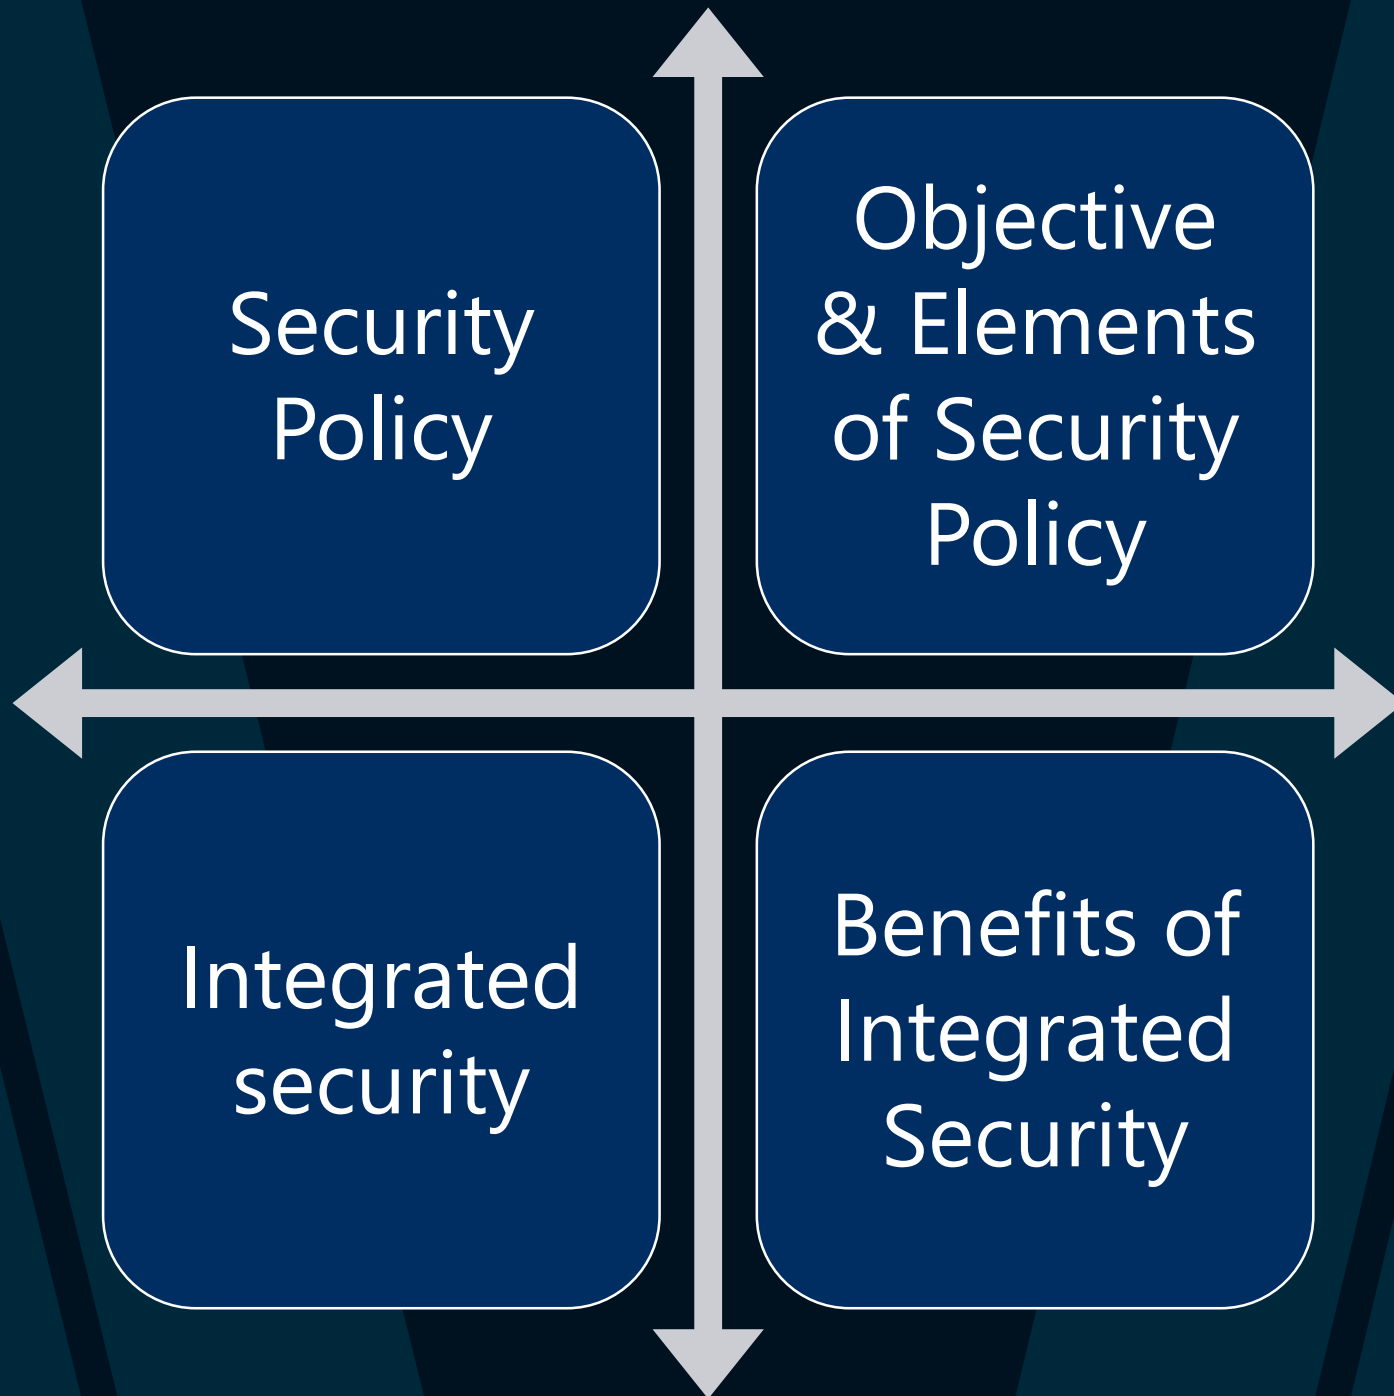 Security
Policy
Objective
& Elements
of Security
Policy
Integrated
security
Benefits of
Integrated
Security